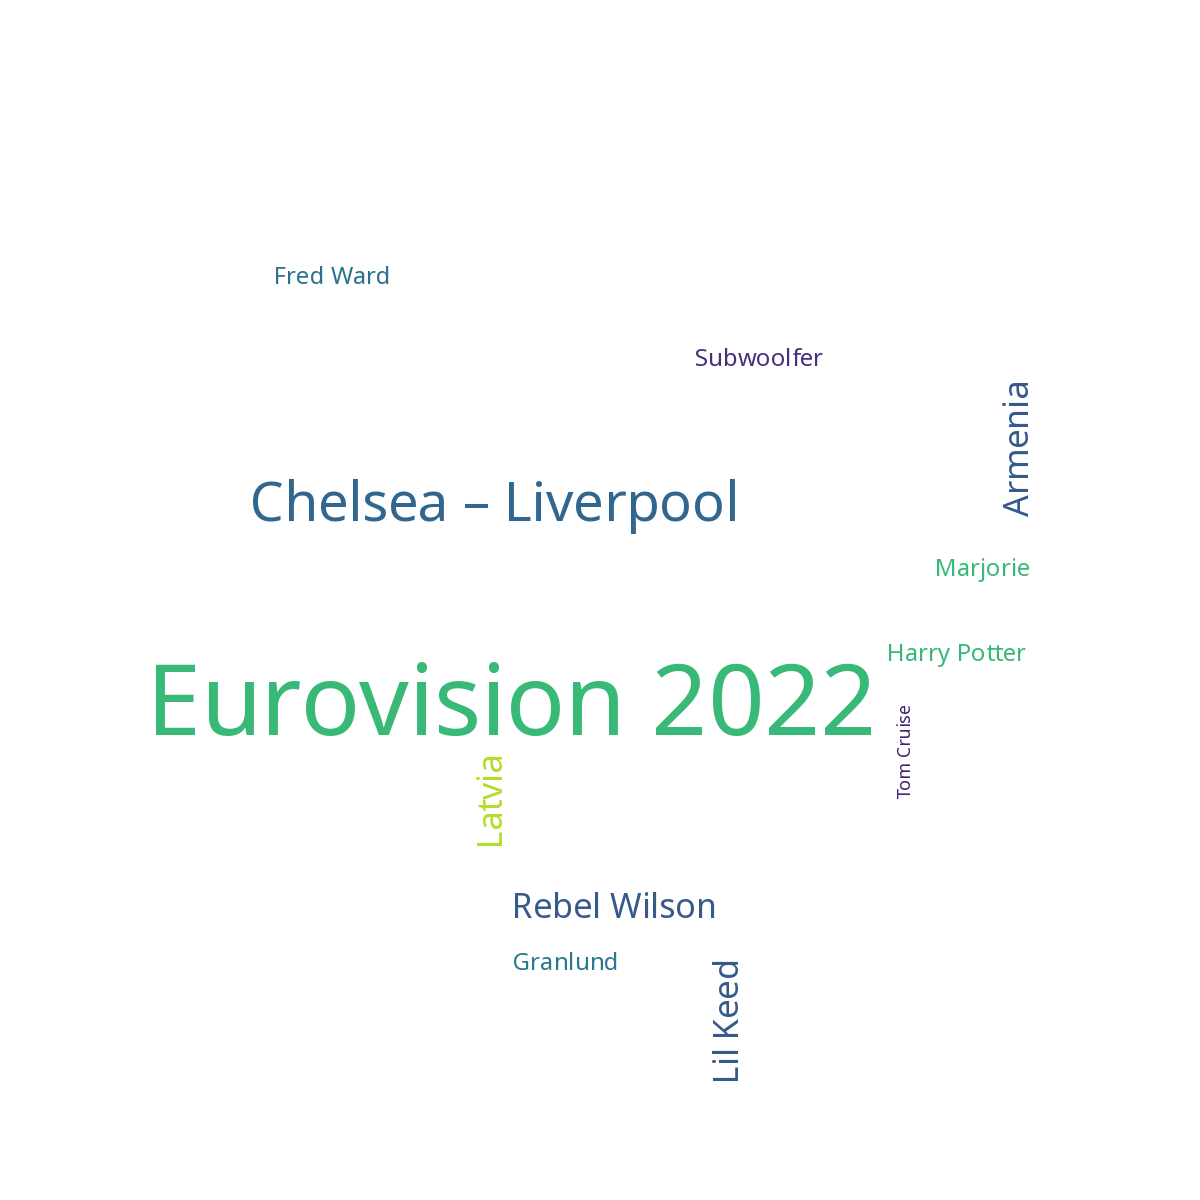 Fred Ward
Subwoolfer
Armenia
Chelsea – Liverpool
Marjorie
Harry Potter
Eurovision 2022
Tom Cruise
Latvia
Rebel Wilson
Granlund
Lil Keed